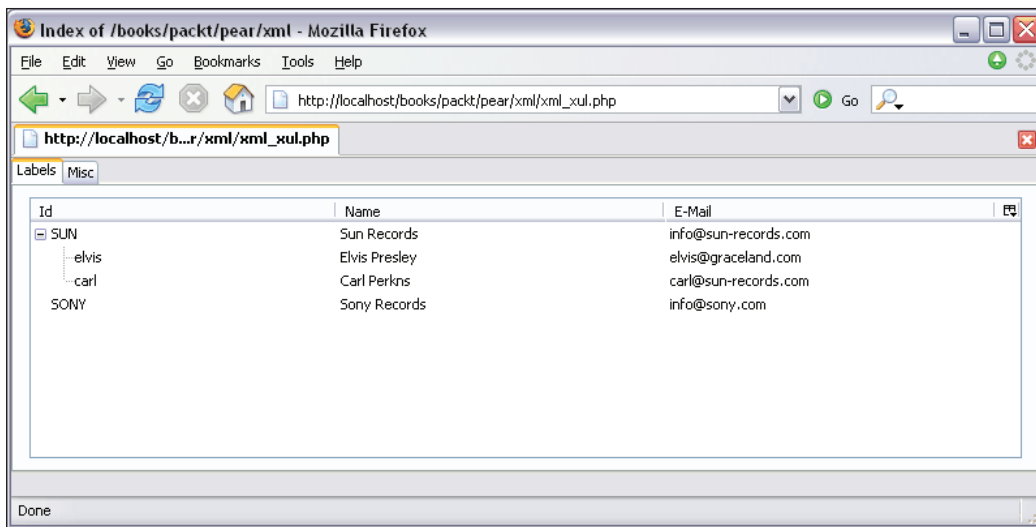 Index of /books/packt/pear/xml - Mozilla Firefox
File Edit View Go Bookmarks Tools Help
http://localhost/books/packt/pear/xml/xml_xul.php Go
http://localhost/b...r/xml/xml_xul.php
Labels Misc
Id Name E-Mail
SUN Sun Records info@sun-records.com
elvis Elvis Presley elvis@graceland.com
carl Carl Perkns carl@sun-records.com
SONY Sony Records info@sony.com
Done